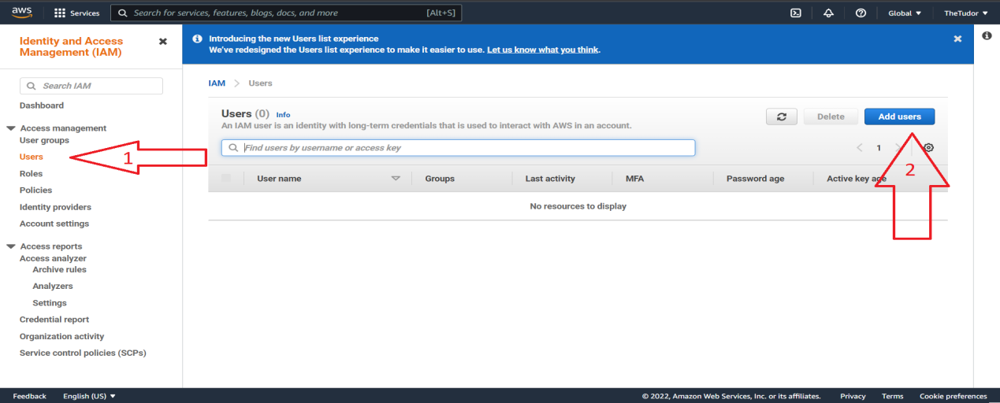 aws Services Search for services, features, blogs, docs, and more [Alt+S] Global TheTudor
Identity and Access
Management (IAM)
Search IAM
Dashboard
Access management
User groups
Users
Roles
Policies
Identity providers
Account settings
Access reports
Access analyzer
Archive rules
Analyzers
Settings
Credential report
Organization activity
Service control policies (SCPs)
1
Introducing the new Users list experience
We've redesigned the Users list experience to make it easier to use. Let us know what you think.
IAM > Users
Users (0) Info
An IAM user is an identity with long-term credentials that is used to interact with AWS in an account.
Delete Add users
Find users by username or access key
1
2
User name Groups Last activity MFA Password age Active key age
No resources to display
Feedback English (US) © 2022, Amazon Web Services, Inc. or its affiliates. Privacy Terms Cookie preferences